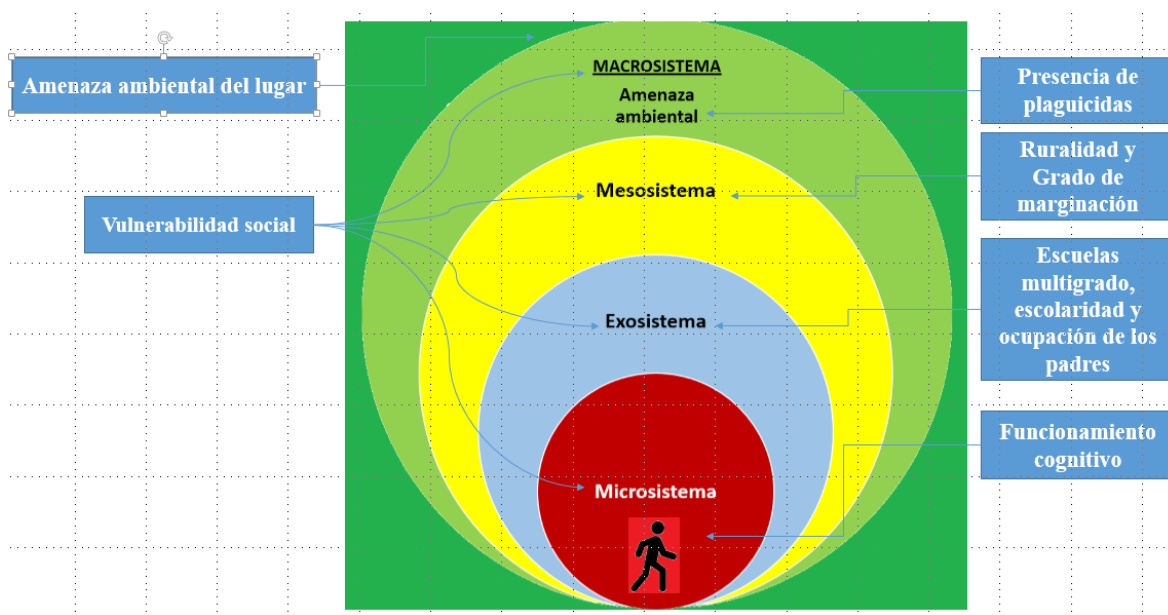 Amenaza ambiental del lugar
Vulnerabilidad social
MACROSISTEMA
Amenaza
ambiental
Mesosistema
Exosistema
Microsistema
Presencia de
plaguicidas
Ruralidad y
Grado de
marginación
Escuelas
multigrado,
escolaridad y
ocupación de los
padres
Funcionamiento
cognitivo